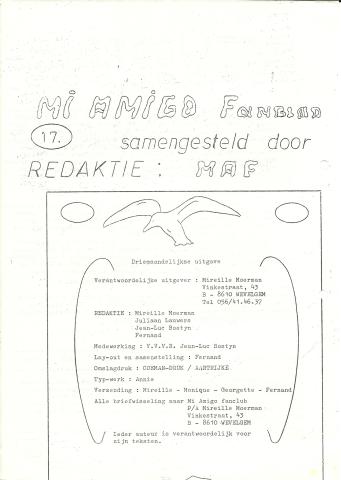 MI AMIGO FANBLAD
17.
samengesteld door
REDAKTIE : MAF
Driemaandelijkse uitgave
Verantwoordelijke uitgever : Mireille Moerman
Vinkestraat, 43
B - 8610 WEVELGEM
Tel 056/41.46.37
REDAKTIE : Mireille Moerman
Juliaan Lauwers
Jean-Luc Bostyn
Fernand
Medewerking : V.V.V.B. Jean-Luc Bostyn
Lay-out en samenstelling : Fernand
Omslagdruk : COSMAN-DRUK / AARTRIJKE
Typ-werk : Annie
Verzending : Mireille - Monique - Georgette - Fernand
Alle briefwisseling naar Mi Amigo fanclub
P/a Mireille Moerman
Vinkestraat, 43
B - 8610 WEVELGEM
Ieder auteur is verantwoordelijk voor
zijn teksten.